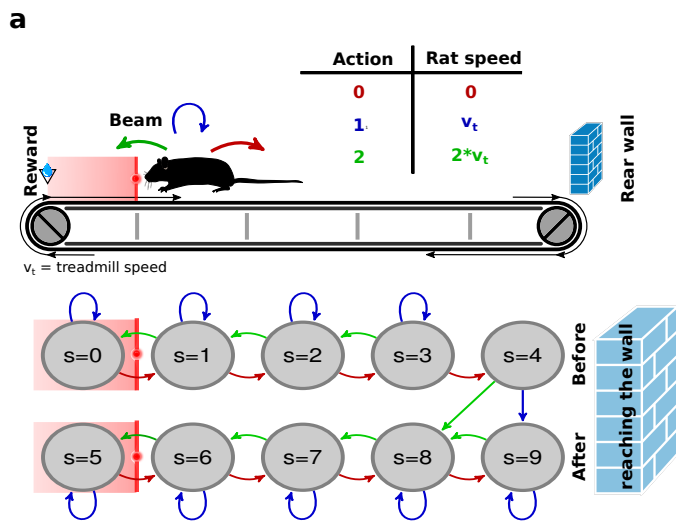 a
Action Rat speed
0 0
1 vt
2 2*vt
Beam
Reward
Rear wall
vt = treadmill speed
s=0 s=1 s=2 s=3 s=4
Before
s=5 s=6 s=7 s=8 s=9
After
reaching the wall